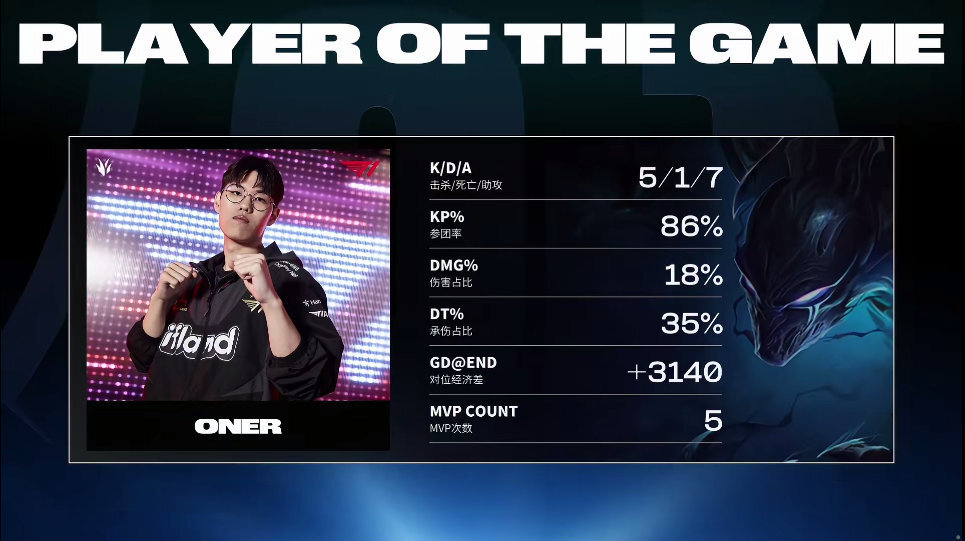 PLAYER OF THE GAME
T1
ifland
ONER
K/D/A
击杀/死亡/助攻
5/1/7
KP%
参团率
86%
DMG%
伤害占比
18%
DT%
承伤占比
35%
GD@END
对位经济差
+3140
MVP COUNT
MVP次数
5